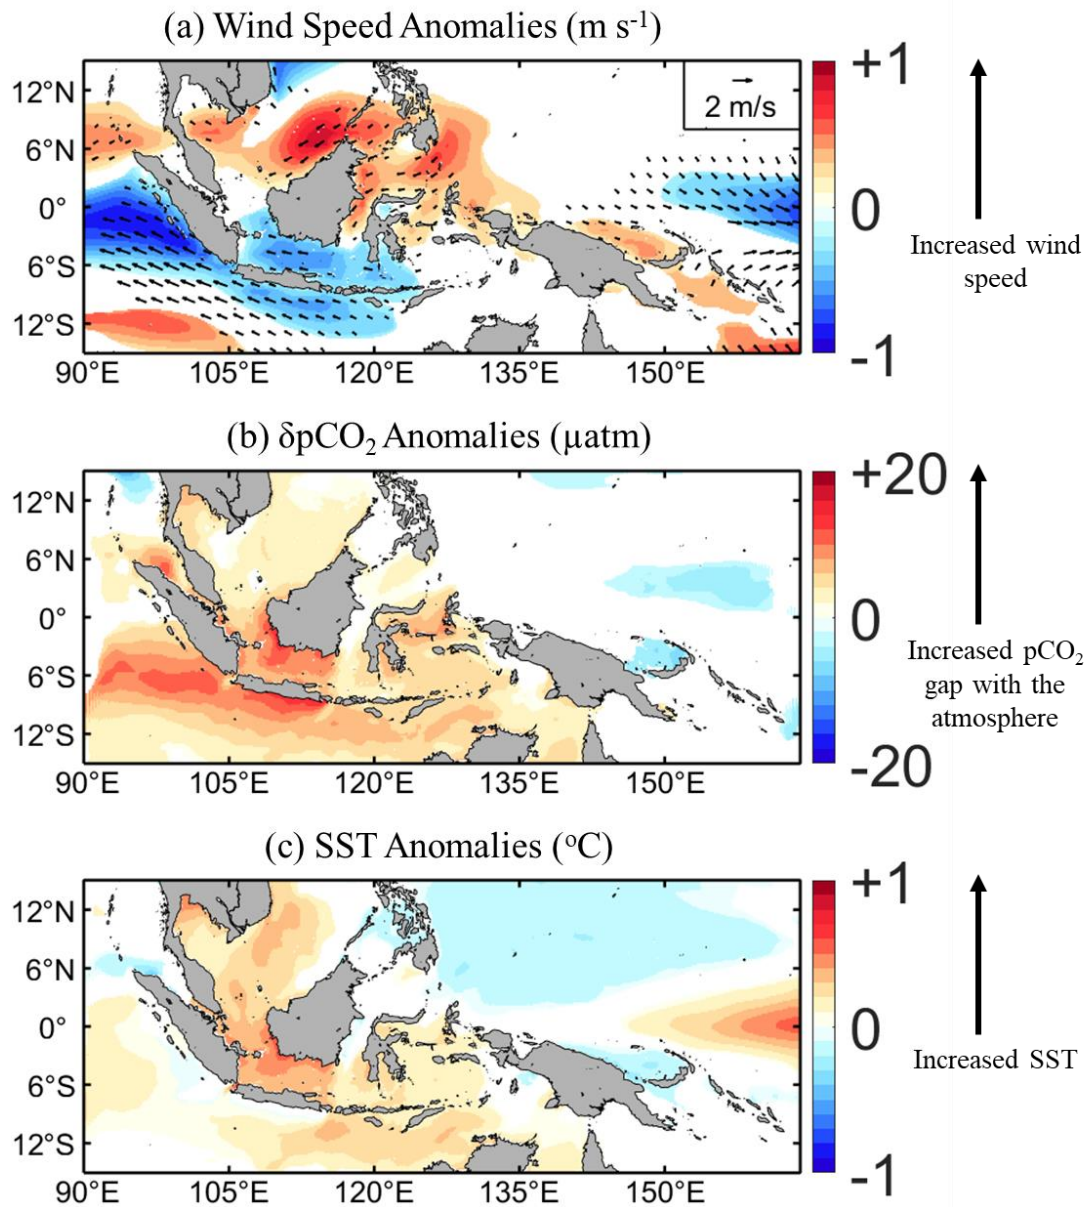 (a) Wind Speed Anomalies (m s-1)
12°N
6°N
0°
6°S
12°S
90°E
105°E
120°E
135°E
150°E
2 m/s
+1
0
-1
Increased wind
speed
(b) δpCO2 Anomalies (µatm)
12°N
6°N
0°
6°S
12°S
90°E
105°E
120°E
135°E
150°E
+20
0
-20
Increased pCO2
gap with the
atmosphere
(c) SST Anomalies (oC)
12°N
6°N
0°
6°S
12°S
90°E
105°E
120°E
135°E
150°E
+1
0
-1
Increased SST